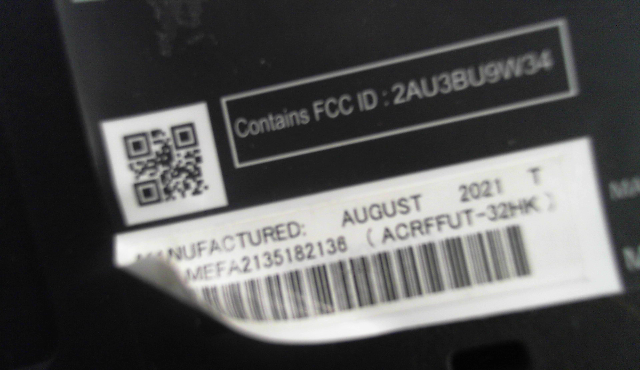 Contains FCC ID : 2AU3BU9W34
MANUFACTURED: AUGUST 2021 T
MEFA2135182136 ( ACRFFUT-32HK )